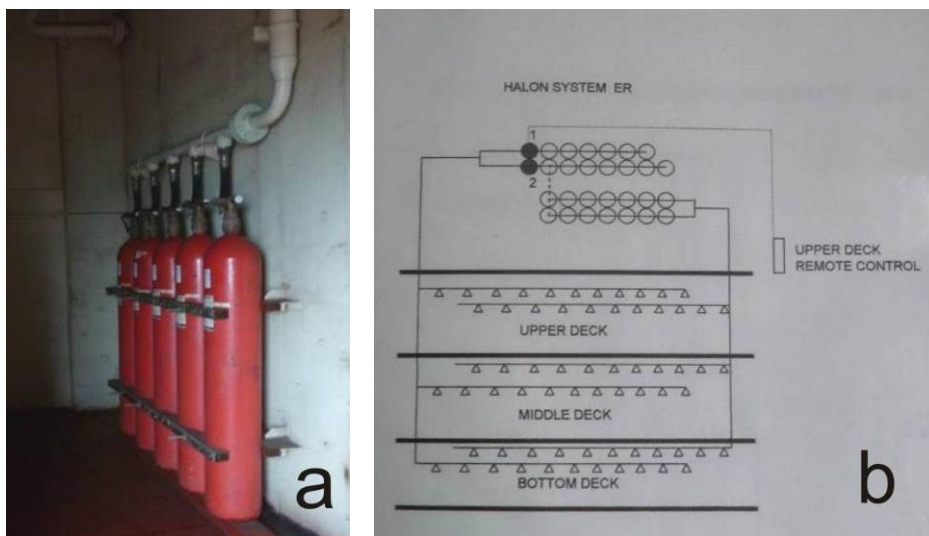 a
HALON SYSTEM ER
1
2
UPPER DECK
REMOTE CONTROL
UPPER DECK
MIDDLE DECK
BOTTOM DECK
b